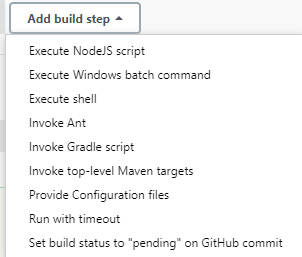 Add build step
Execute NodeJS script
Execute Windows batch command
Execute shell
Invoke Ant
Invoke Gradle script
Invoke top-level Maven targets
Provide Configuration files
Run with timeout
Set build status to "pending" on GitHub commit